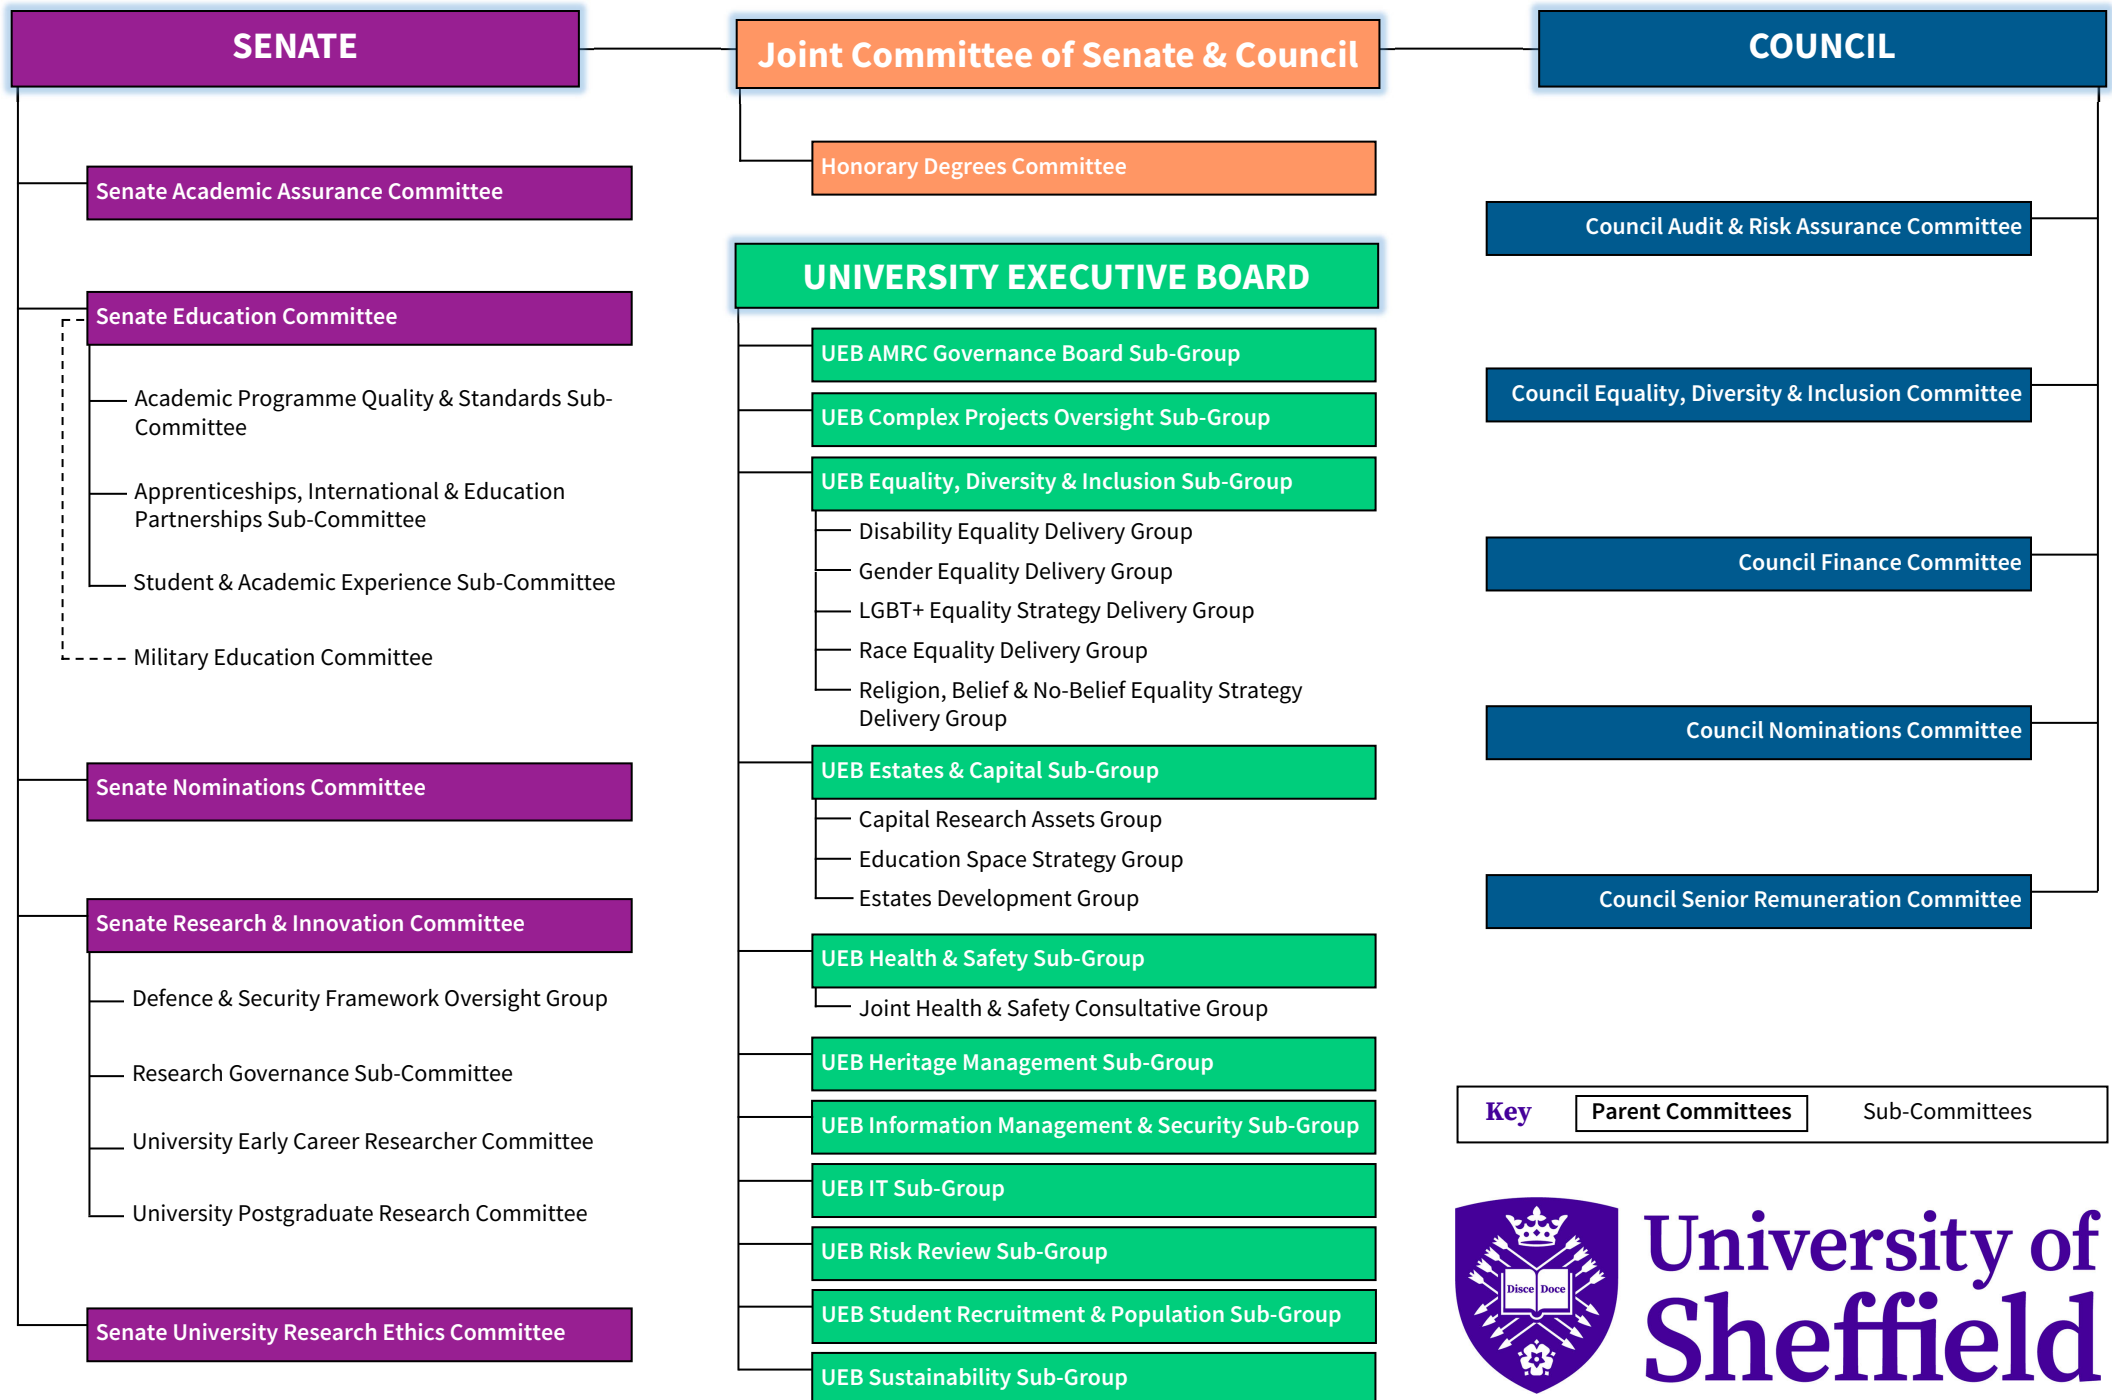 SENATE
Joint Committee of Senate & Council
COUNCIL
Senate Academic Assurance Committee
Senate Education Committee
Academic Programme Quality & Standards Sub-
Committee
Apprenticeships, International & Education
Partnerships Sub-Committee
Student & Academic Experience Sub-Committee
Military Education Committee
Senate Nominations Committee
Senate Research & Innovation Committee
Defence & Security Framework Oversight Group
Research Governance Sub-Committee
University Early Career Researcher Committee
University Postgraduate Research Committee
Senate University Research Ethics Committee
Honorary Degrees Committee
UNIVERSITY EXECUTIVE BOARD
UEB AMRC Governance Board Sub-Group
UEB Complex Projects Oversight Sub-Group
UEB Equality, Diversity & Inclusion Sub-Group
Disability Equality Delivery Group
Gender Equality Delivery Group
LGBT+ Equality Strategy Delivery Group
Race Equality Delivery Group
Religion, Belief & No-Belief Equality Strategy
Delivery Group
UEB Estates & Capital Sub-Group
Capital Research Assets Group
Education Space Strategy Group
Estates Development Group
UEB Health & Safety Sub-Group
Joint Health & Safety Consultative Group
UEB Heritage Management Sub-Group
UEB Information Management & Security Sub-Group
UEB IT Sub-Group
UEB Risk Review Sub-Group
UEB Student Recruitment & Population Sub-Group
UEB Sustainability Sub-Group
Council Audit & Risk Assurance Committee
Council Equality, Diversity & Inclusion Committee
Council Finance Committee
Council Nominations Committee
Council Senior Remuneration Committee
Key Parent Committees Sub-Committees
Disce Doce
University of
Sheffield